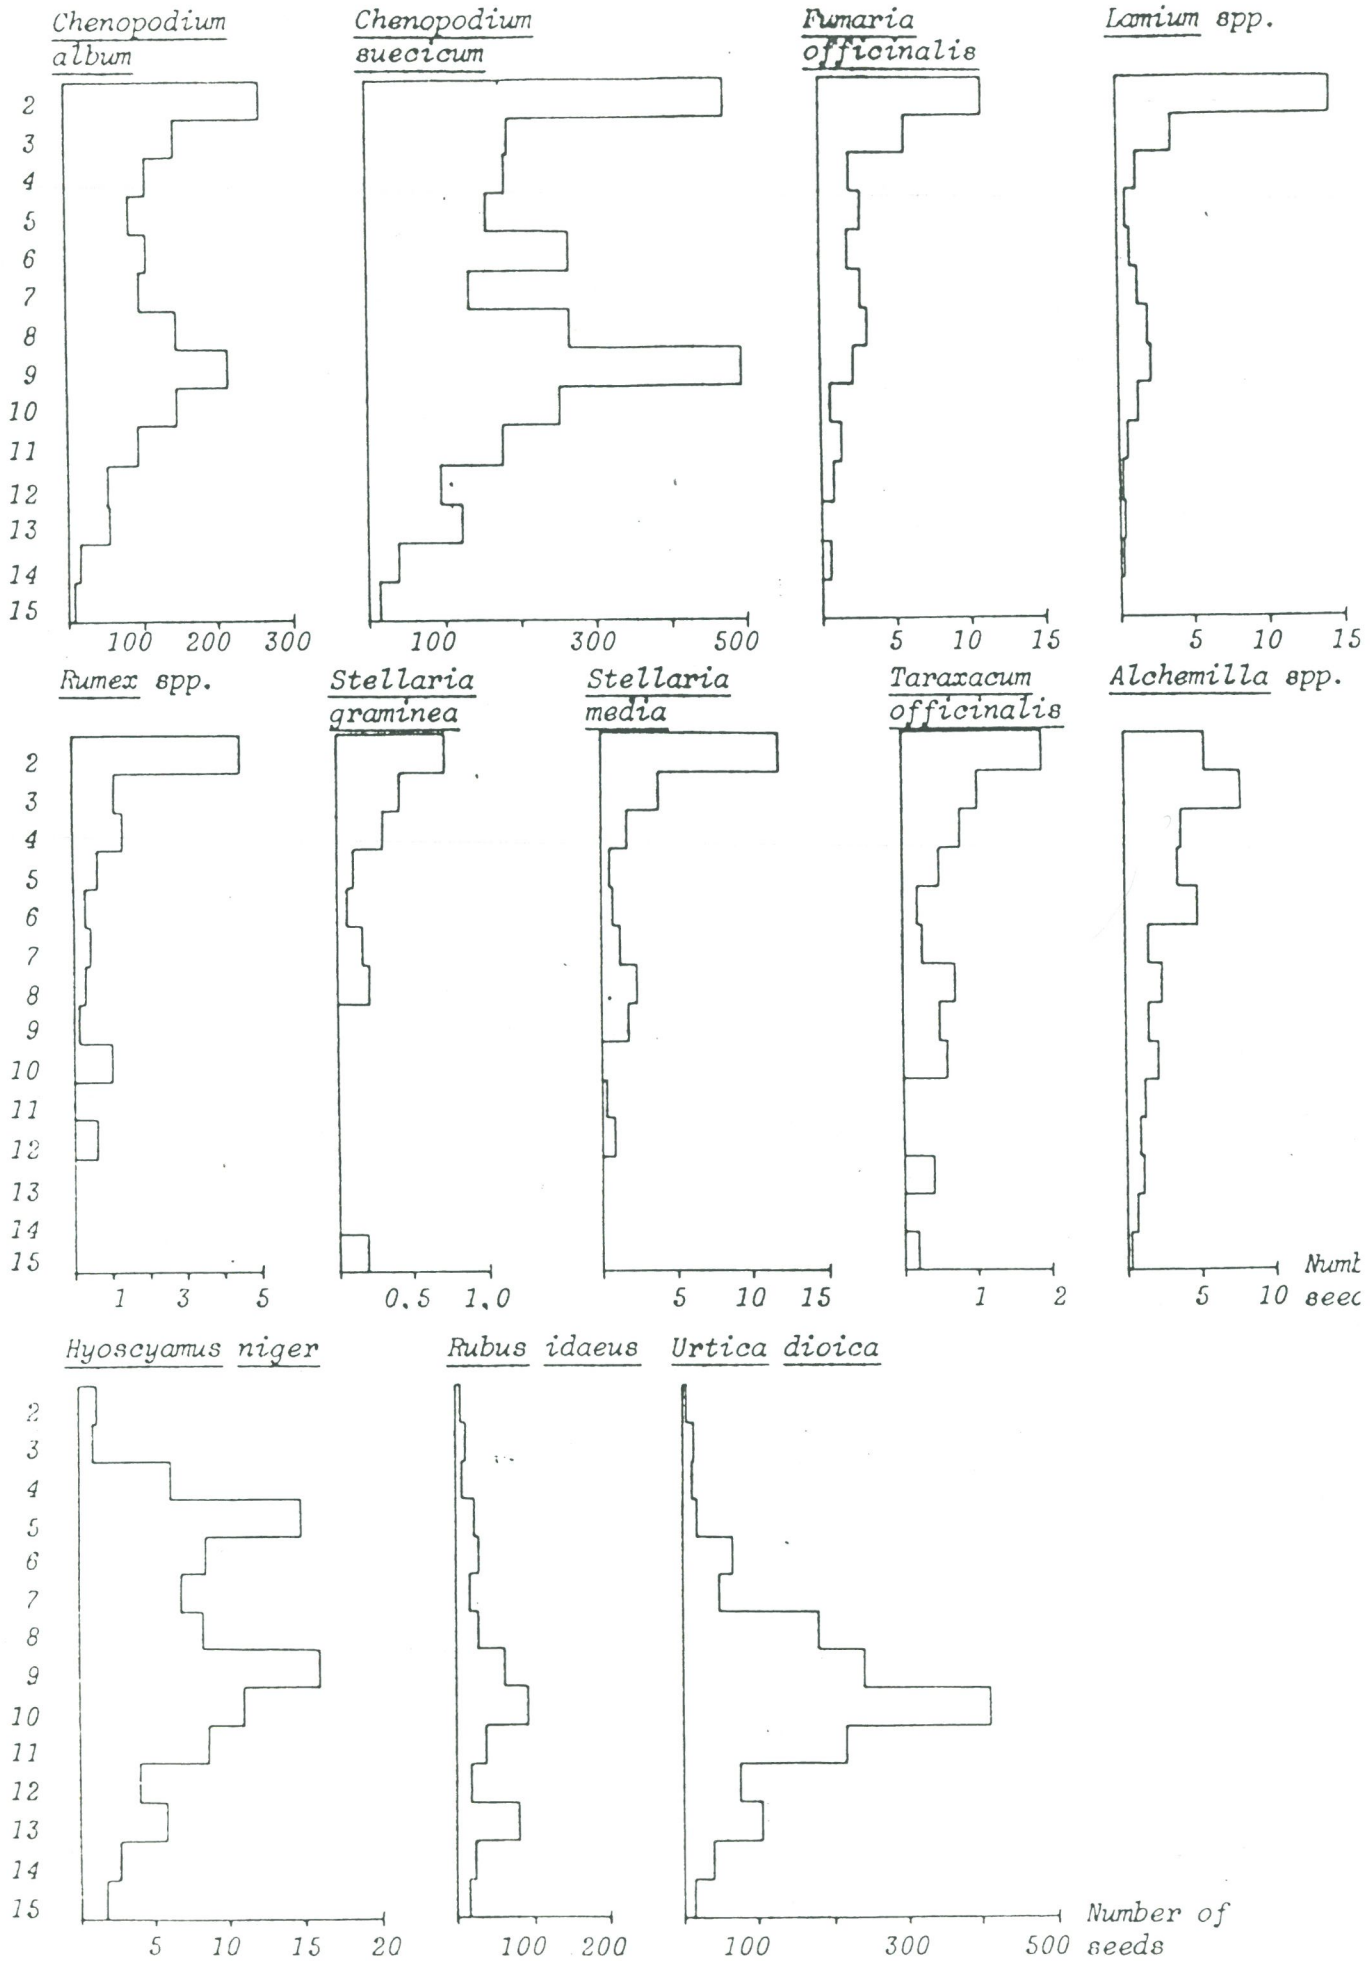 Chenopodium album
Chenopodium suecicum
Fumaria officinalis
Lamium spp.
2
3
4
5
6
7
8
9
10
11
12
13
14
15
100 200 300
100 300 500
5 10 15
5 10 15
Rumex spp.
Stellaria graminea
Stellaria media
Taraxacum officinalis
Alchemilla spp.
2
3
4
5
6
7
8
9
10
11
12
13
14
15
1 3 5
0.5 1.0
5 10 15
1 2
5 10
Numb
seed
Hyoscyamus niger
Rubus idaeus
Urtica dioica
2
3
4
5
6
7
8
9
10
11
12
13
14
15
5 10 15 20
100 200
100 300 500
Number of
seeds